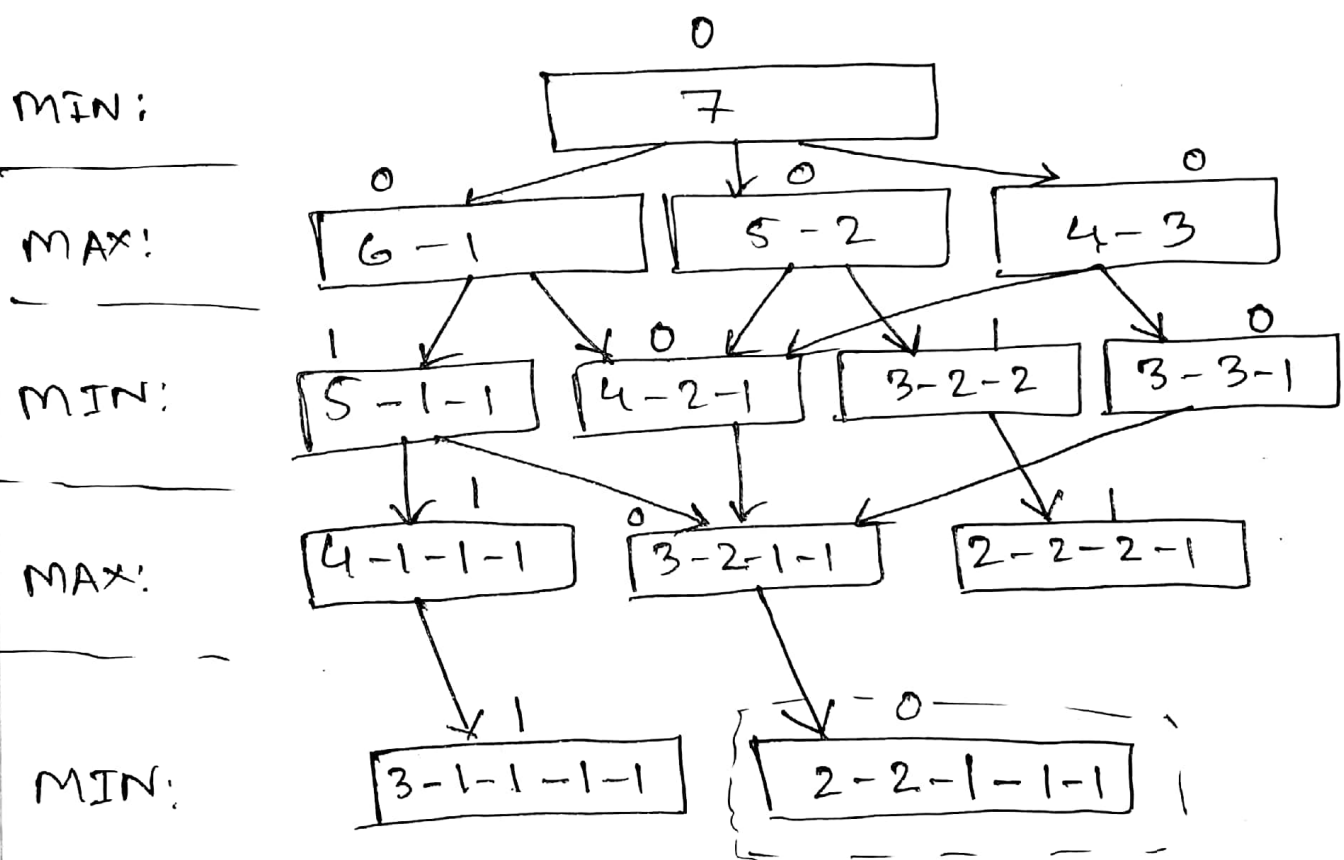 0
MIN: 7
0 0 0
MAX: 6-1 5-2 4-3
1 0 1 0
MIN: 5-1-1 4-2-1 3-2-2 3-3-1
1 0 1
MAX: 4-1-1-1 3-2-1-1 2-2-2-1
1 0
MIN: 3-1-1-1-1 2-2-1-1-1